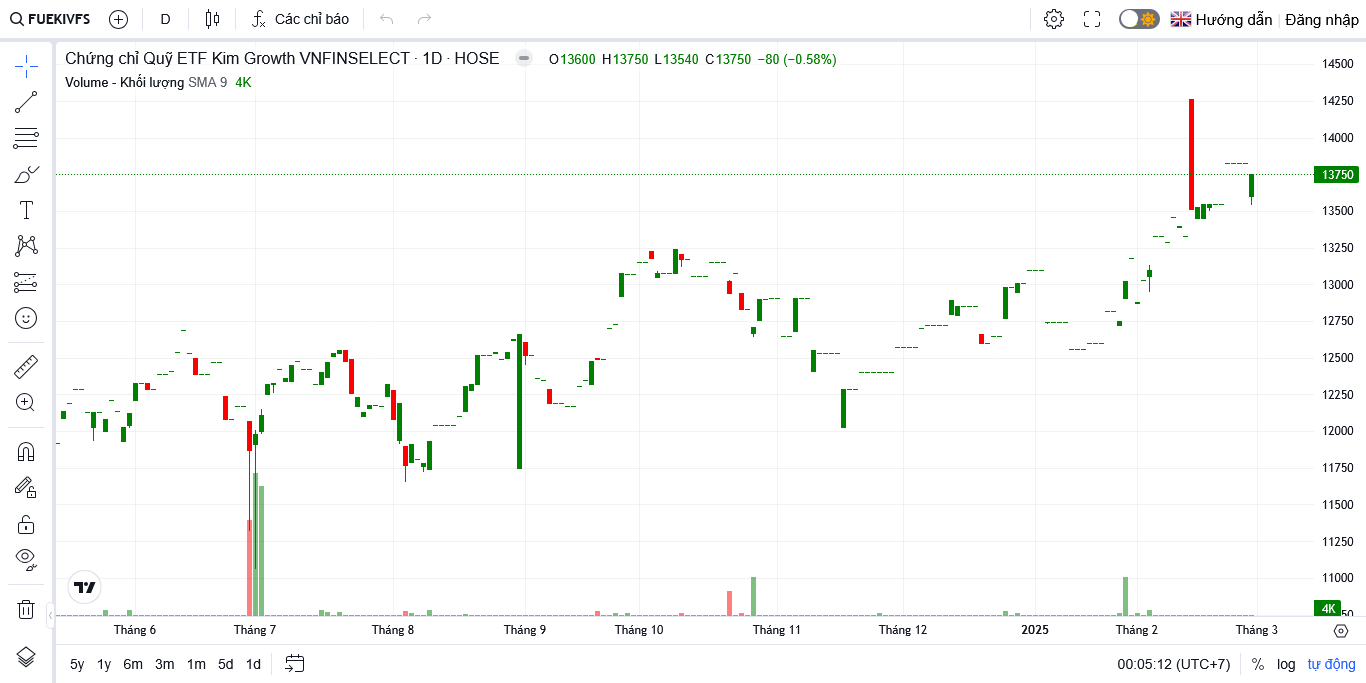 FUEKIVFS D Các chỉ báo Hướng dẫn Đăng nhập
Chứng chỉ Quỹ ETF Kim Growth VNFINSELECT · 1D · HOSE O13600 H13750 L13540 C13750 −80 (−0.58%)
Volume - Khối lượng SMA 9 4K
14500
14250
14000
13750
13500
13250
13000
12750
12500
12250
12000
11750
11500
11250
11000
4K
Tháng 6 Tháng 7 Tháng 8 Tháng 9 Tháng 10 Tháng 11 Tháng 12 2025 Tháng 2 Tháng 3
5y 1y 6m 3m 1m 5d 1d 00:05:12 (UTC+7) % log tự động